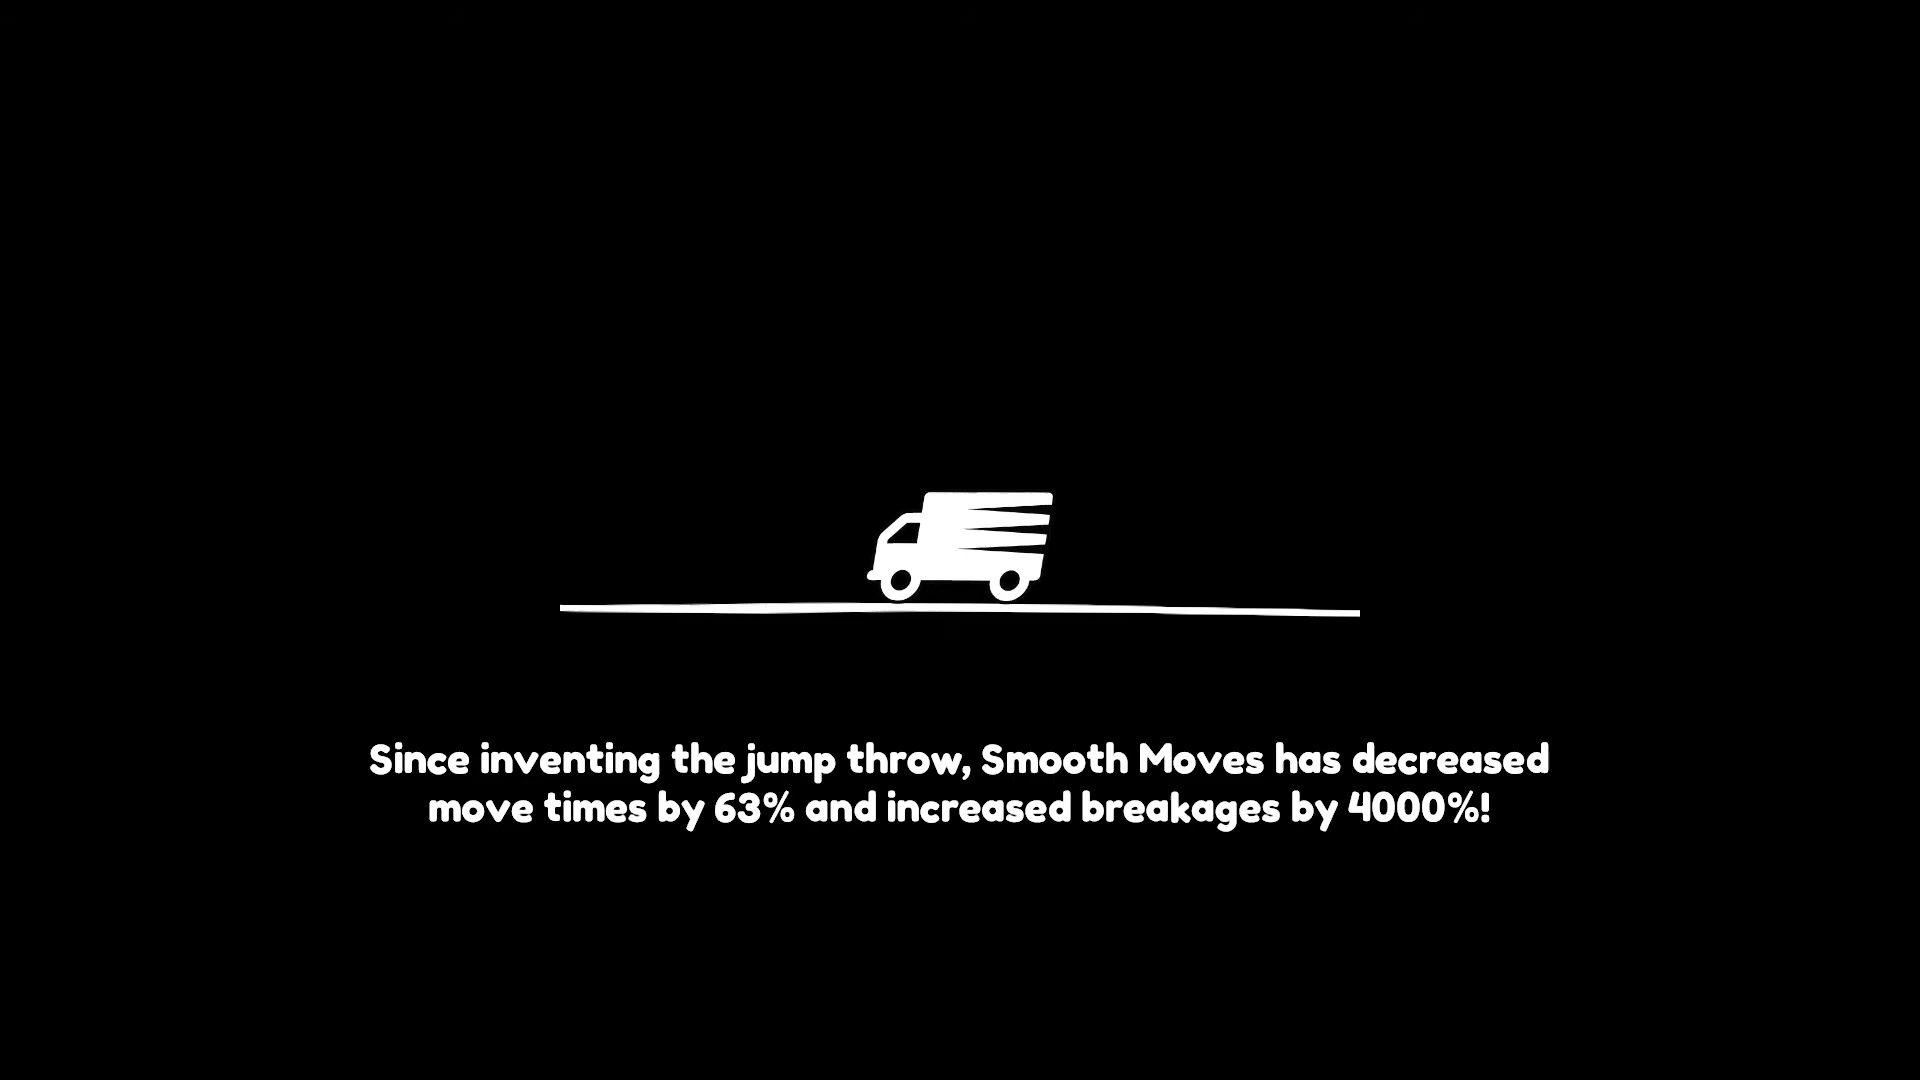 Since inventing the jump throw, Smooth Moves has decreased
move times by 63% and increased breakages by 4000%!